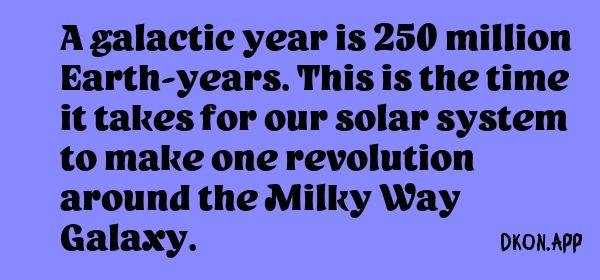 A galactic year is 250 million
Earth-years. This is the time
it takes for our solar system
to make one revolution
around the Milky Way
Galaxy.
DKON.APP